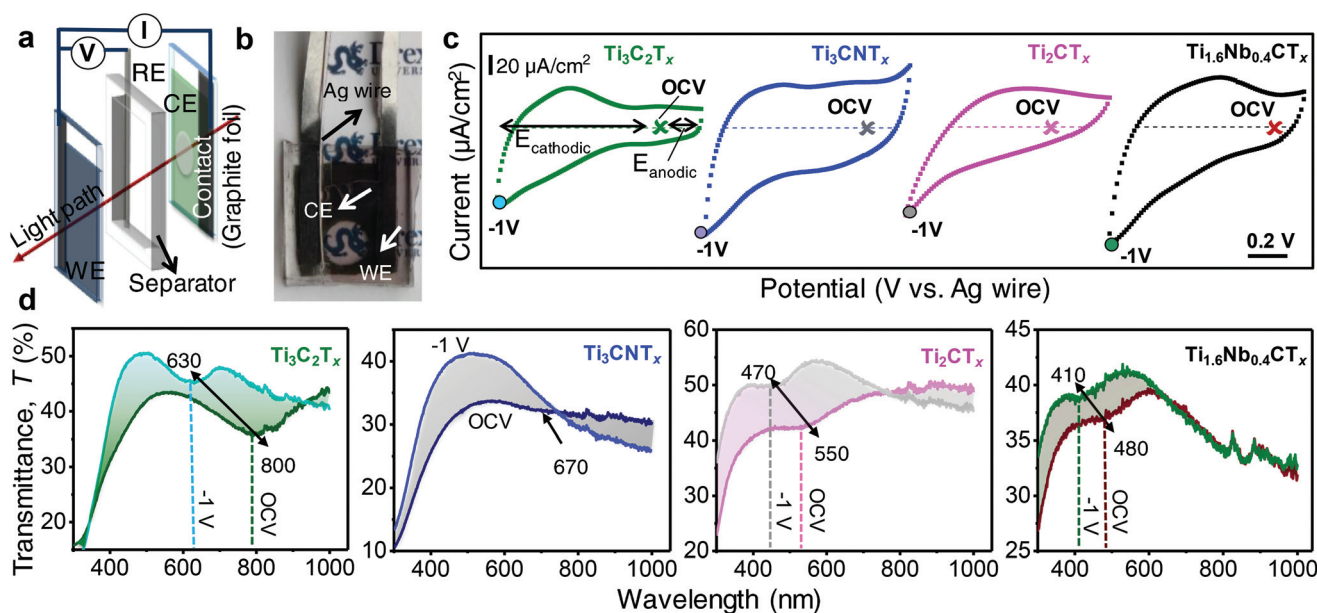 a
I
V
RE
CE
Contact
(Graphite foil)
Light path
WE
Separator
b
Ag wire
CE
WE
c
Current (µA/cm²)
20 µA/cm²
Ti₃C₂Tₓ
OCV
E_cathodic
E_anodic
-1V
Ti₃CNTₓ
OCV
-1V
Ti₂CTₓ
OCV
-1V
Ti₁.₆Nb₀.₄CTₓ
OCV
-1V
0.2 V
Potential (V vs. Ag wire)
d
Transmittance, T (%)
Ti₃C₂Tₓ
630
800
-1 V
OCV
50
40
30
20
400 600 800 1000
Ti₃CNTₓ
-1 V
OCV
670
40
30
20
10
400 600 800 1000
Ti₂CTₓ
470
550
-1 V
OCV
60
50
40
30
20
400 600 800 1000
Ti₁.₆Nb₀.₄CTₓ
410
480
-1 V
OCV
45
40
35
30
25
400 600 800 1000
Wavelength (nm)